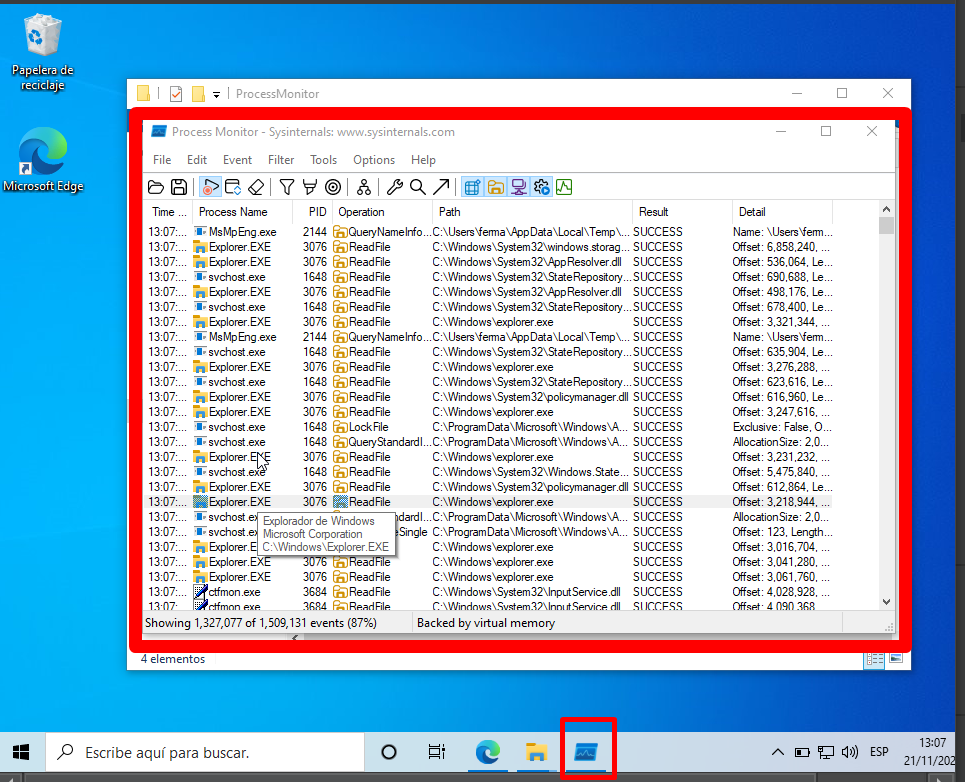 Papelera de
reciclaje
Microsoft Edge
ProcessMonitor
Process Monitor - Sysinternals: www.sysinternals.com
File Edit Event Filter Tools Options Help
Time ... Process Name PID Operation Path Result Detail
13:07:... MsMpEng.exe 2144 QueryNameInfo... C:\Users\ferma\AppData\Local\Temp\... SUCCESS Name: \Users\ferm...
13:07:... Explorer.EXE 3076 ReadFile C:\Windows\System32\windows.storag... SUCCESS Offset: 6,858,240, ...
13:07:... Explorer.EXE 3076 ReadFile C:\Windows\System32\AppResolver.dll SUCCESS Offset: 536,064, Le...
13:07:... svchost.exe 1648 ReadFile C:\Windows\System32\StateRepository... SUCCESS Offset: 690,688, Le...
13:07:... Explorer.EXE 3076 ReadFile C:\Windows\System32\AppResolver.dll SUCCESS Offset: 498,176, Le...
13:07:... svchost.exe 1648 ReadFile C:\Windows\System32\StateRepository... SUCCESS Offset: 678,400, Le...
13:07:... Explorer.EXE 3076 ReadFile C:\Windows\explorer.exe SUCCESS Offset: 3,321,344, ...
13:07:... MsMpEng.exe 2144 QueryNameInfo... C:\Users\ferma\AppData\Local\Temp\... SUCCESS Name: \Users\ferm...
13:07:... svchost.exe 1648 ReadFile C:\Windows\System32\StateRepository... SUCCESS Offset: 635,904, Le...
13:07:... Explorer.EXE 3076 ReadFile C:\Windows\explorer.exe SUCCESS Offset: 3,276,288, ...
13:07:... svchost.exe 1648 ReadFile C:\Windows\System32\StateRepository... SUCCESS Offset: 623,616, Le...
13:07:... Explorer.EXE 3076 ReadFile C:\Windows\System32\policymanager.dll SUCCESS Offset: 616,960, Le...
13:07:... Explorer.EXE 3076 ReadFile C:\Windows\explorer.exe SUCCESS Offset: 3,247,616, ...
13:07:... svchost.exe 1648 LockFile C:\ProgramData\Microsoft\Windows\A... SUCCESS Exclusive: False, O...
13:07:... svchost.exe 1648 QueryStandardI... C:\ProgramData\Microsoft\Windows\A... SUCCESS AllocationSize: 2,0...
13:07:... Explorer.EXE 3076 ReadFile C:\Windows\explorer.exe SUCCESS Offset: 3,231,232, ...
13:07:... svchost.exe 1648 ReadFile C:\Windows\System32\Windows.State... SUCCESS Offset: 5,475,840, ...
13:07:... Explorer.EXE 3076 ReadFile C:\Windows\System32\policymanager.dll SUCCESS Offset: 612,864, Le...
13:07:... Explorer.EXE 3076 ReadFile C:\Windows\explorer.exe SUCCESS Offset: 3,218,944, ...
13:07:... svchost.ex dardI... C:\ProgramData\Microsoft\Windows\A... SUCCESS AllocationSize: 2,0...
13:07:... svchost.ex eSingle C:\ProgramData\Microsoft\Windows\A... SUCCESS Offset: 123, Length...
13:07:... Explorer.E C:\Windows\explorer.exe SUCCESS Offset: 3,016,704, ...
13:07:... Explorer.EXE 3076 ReadFile C:\Windows\explorer.exe SUCCESS Offset: 3,041,280, ...
13:07:... Explorer.EXE 3076 ReadFile C:\Windows\explorer.exe SUCCESS Offset: 3,061,760, ...
13:07:... ctfmon.exe 3684 ReadFile C:\Windows\System32\InputService.dll SUCCESS Offset: 4,028,928, ...
13:07:... ctfmon.exe 3684 ReadFile C:\Windows\System32\InputService.dll SUCCESS Offset: 4,090,368,
Explorador de Windows
Microsoft Corporation
C:\Windows\Explorer.EXE
Showing 1,327,077 of 1,509,131 events (87%) Backed by virtual memory
4 elementos
Escribe aquí para buscar.
ESP
13:07
21/11/202